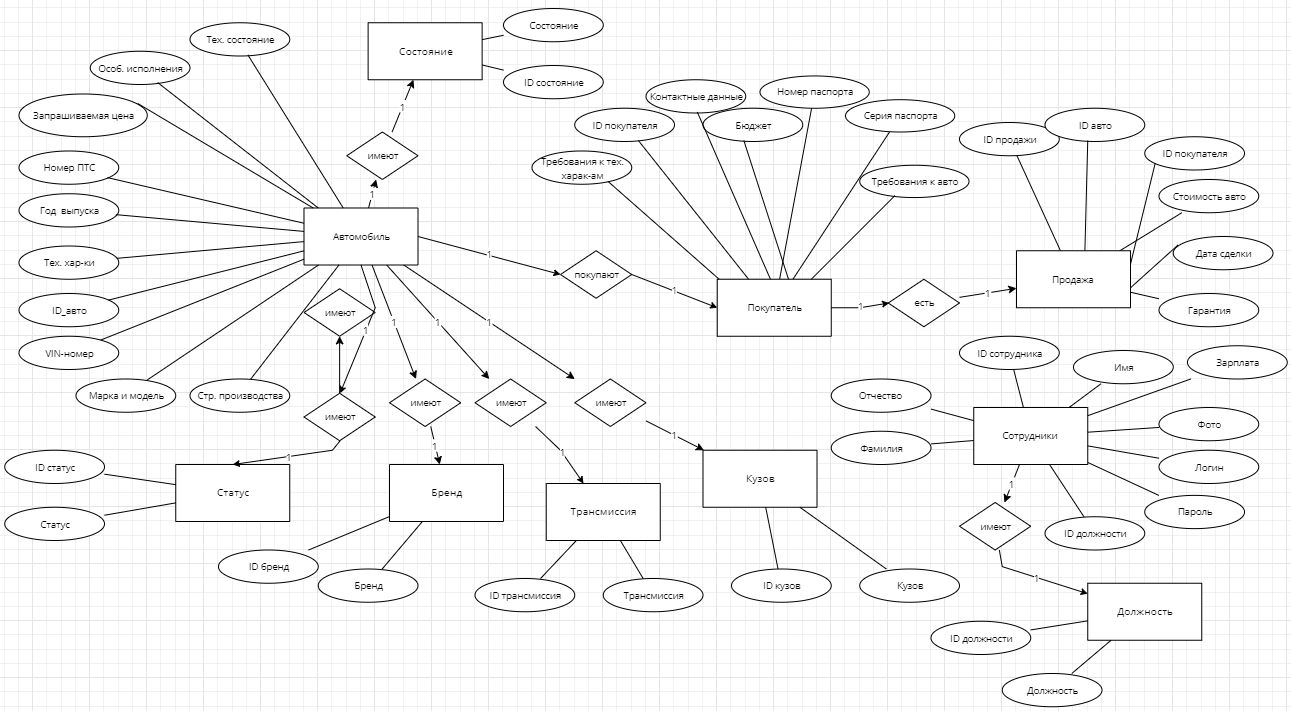 Состояние
Состояние
ID состояние
Тех. состояние
Особ. исполнения
Запрашиваемая цена
Номер ПТС
Год выпуска
Тех. хар-ки
ID_авто
VIN-номер
Марка и модель
Стр. производства
1
имеют
1
Автомобиль
1
покупают
1
Контактные данные
Номер паспорта
ID покупателя
Бюджет
Серия паспорта
Требования к тех.
харак-ам
Требования к авто
Покупатель
1
есть
1
ID продажи
ID авто
ID покупателя
Стоимость авто
Дата сделки
Гарантия
Продажа
имеют
1
1
1
1
имеют
имеют
имеют
имеют
1
1
1
1
ID статус
Статус
Статус
Бренд
ID бренд
Бренд
Трансмиссия
ID трансмиссия
Трансмиссия
Кузов
ID кузов
Кузов
ID сотрудника
Имя
Зарплата
Отчество
Фамилия
Сотрудники
Фото
Логин
Пароль
ID должности
1
имеют
1
Должность
ID должности
Должность